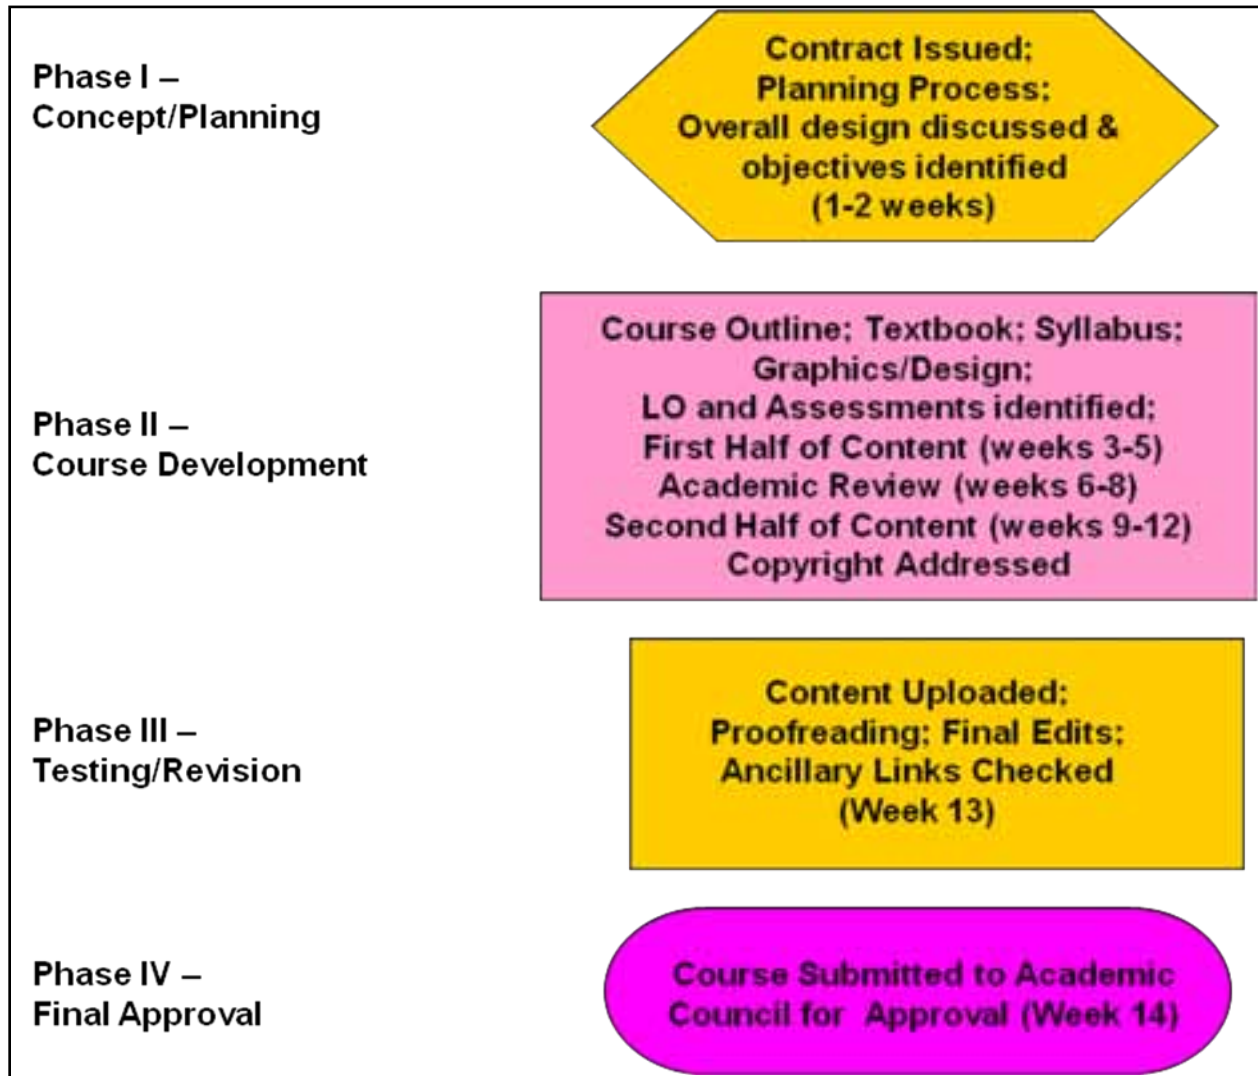 Phase I –
Concept/Planning
Contract Issued;
Planning Process;
Overall design discussed &
objectives identified
(1-2 weeks)
Phase II –
Course Development
Course Outline; Textbook; Syllabus;
Graphics/Design;
LO and Assessments identified;
First Half of Content (weeks 3-5)
Academic Review (weeks 6-8)
Second Half of Content (weeks 9-12)
Copyright Addressed
Phase III –
Testing/Revision
Content Uploaded;
Proofreading; Final Edits;
Ancillary Links Checked
(Week 13)
Phase IV –
Final Approval
Course Submitted to Academic
Council for Approval (Week 14)